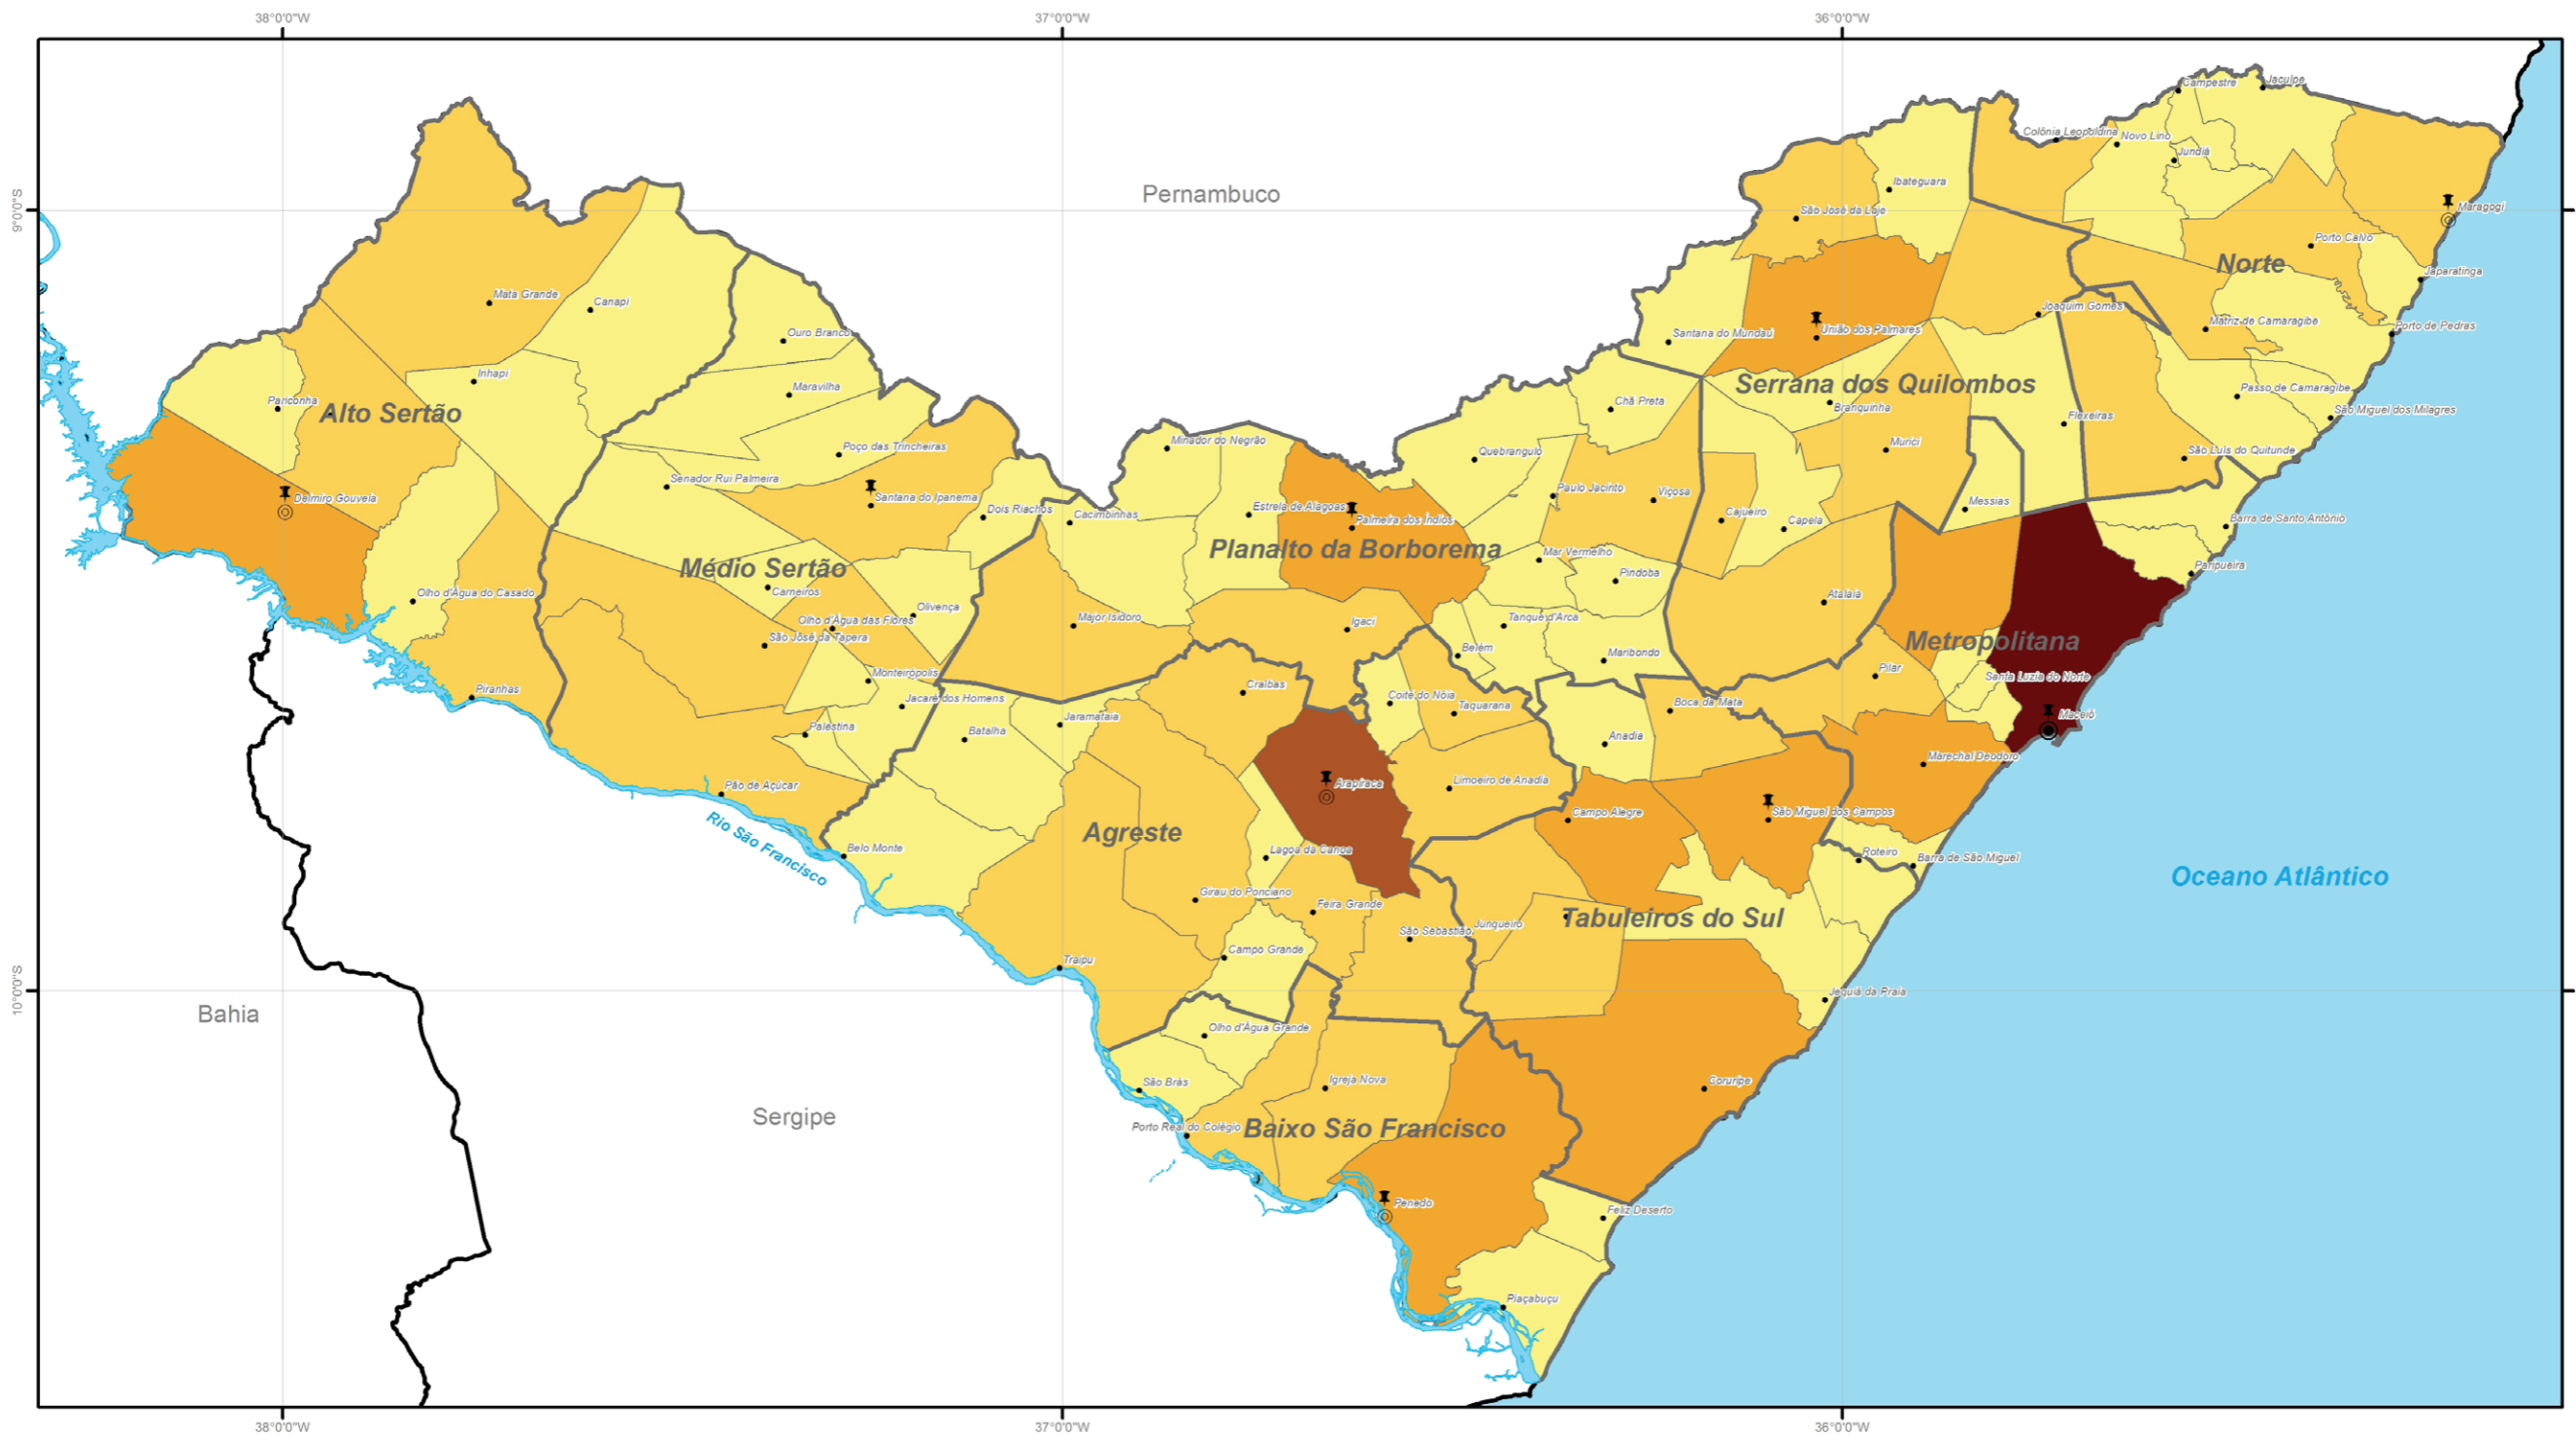 38°0'0"W
37°0'0"W
36°0'0"W
Campestre
Jacuípe
Colônia Leopoldina
Novo Lino
Jundiá
Ibateguara
9°0'0"S
Pernambuco
São José da Laje
Maragogi
Porto Calvo
Norte
Japaratinga
Mata Grande
Canapi
Joaquim Gomes
Matriz de Camaragibe
Porto de Pedras
Ouro Branco
Santana do Mundaú
União dos Palmares
Inhapi
Maravilha
Serrana dos Quilombos
Passo de Camaragibe
Pariconha
Alto Sertão
Chã Preta
Branquinha
São Miguel dos Milagres
Flexeiras
Minador do Negrão
Poço das Trincheiras
Quebrangulo
Murici
São Luís do Quitunde
Senador Rui Palmeira
Delmiro Gouveia
Santana do Ipanema
Paulo Jacinto
Viçosa
Messias
Dois Riachos
Cacimbinhas
Estrela de Alagoas
Palmeira dos Índios
Cajueiro
Capela
Barra de Santo Antônio
Planalto da Borborema
Mar Vermelho
Médio Sertão
Pindoba
Paripueira
Carneiros
Olho d'Água do Casado
Olivença
Atalaia
Olho d'Água das Flores
Major Isidoro
Igaci
Tanque d'Arca
São José da Tapera
Belém
Maribondo
Metropolitana
Monteirópolis
Pilar
Santa Luzia do Norte
Piranhas
Jacaré dos Homens
Craíbas
Coité do Nóia
Taquarana
Boca da Mata
Maceió
Palestina
Batalha
Jaramataia
Anadia
Marechal Deodoro
Pão de Açúcar
Arapiraca
Limoeiro de Anadia
Campo Alegre
São Miguel dos Campos
Rio São Francisco
Agreste
Belo Monte
Lagoa da Canoa
Roteiro
Barra de São Miguel
Oceano Atlântico
Girau do Ponciano
Feira Grande
Junqueiro
Tabuleiros do Sul
São Sebastião
Campo Grande
Traipu
10°0'0"S
Jequiá da Praia
Bahia
Olho d'Água Grande
São Brás
Igreja Nova
Coruripe
Sergipe
Porto Real do Colégio
Baixo São Francisco
Penedo
Feliz Deserto
Piaçabuçu
38°0'0"W
37°0'0"W
36°0'0"W